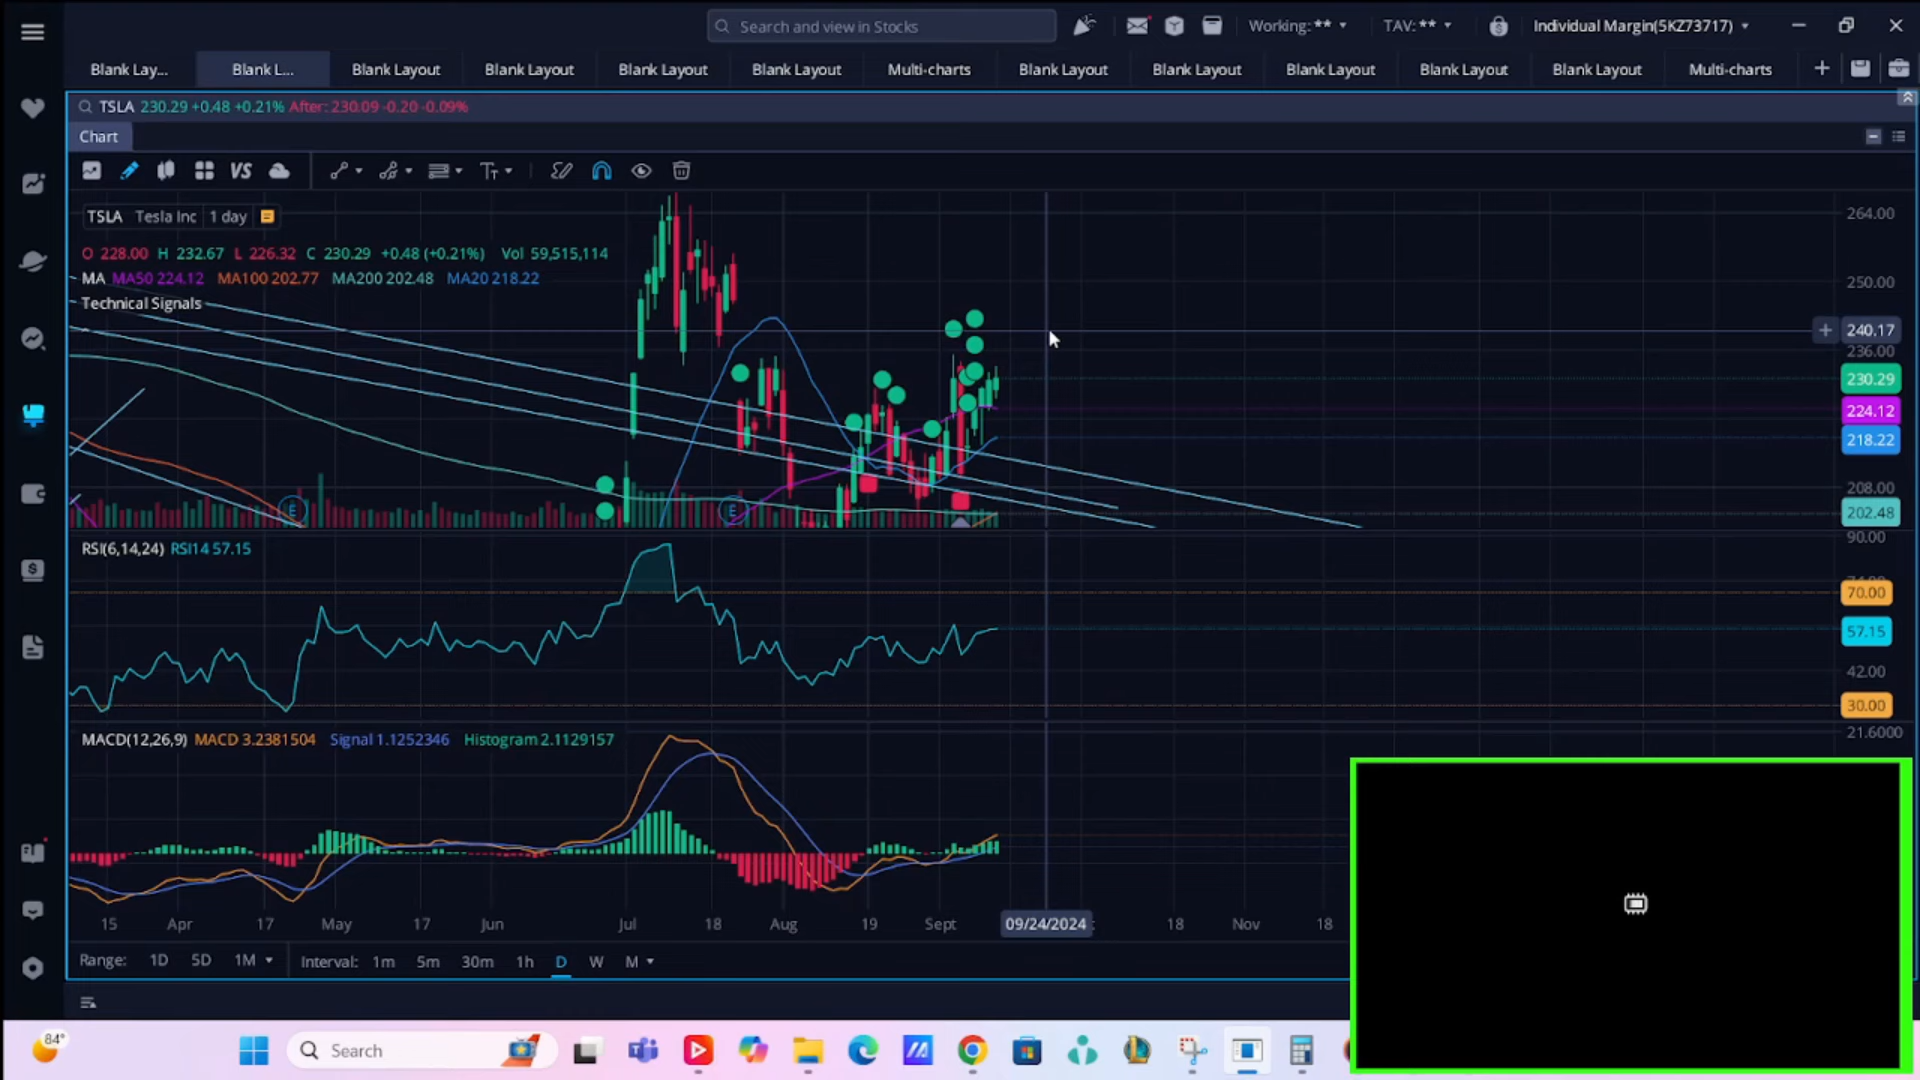 Search and view in Stocks
Working: **
TAV: **
Individual Margin(5KZ73717)
Blank Lay...
Blank L...
Blank Layout
Blank Layout
Blank Layout
Blank Layout
Multi-charts
Blank Layout
Blank Layout
Blank Layout
Blank Layout
Blank Layout
Multi-charts
TSLA 230.29 +0.48 +0.21% After: 230.09 -0.20 -0.09%
Chart
VS
TSLA Tesla Inc 1 day
O 228.00 H 232.67 L 226.32 C 230.29 +0.48 (+0.21%) Vol 59,515,114
MA MA50 224.12 MA100 202.77 MA200 202.48 MA20 218.22
Technical Signals
264.00
250.00
240.17
236.00
230.29
224.12
218.22
208.00
202.48
E
E
RSI(6,14,24) RSI14 57.15
90.00
70.00
57.15
42.00
30.00
MACD(12,26,9) MACD 3.2381504 Signal 1.1252346 Histogram 2.1129157
21.6000
15 Apr 17 May 17 Jun Jul 18 Aug 19 Sept 09/24/2024 18 Nov 18
Range: 1D 5D 1M Interval: 1m 5m 30m 1h D W M
84°
Search